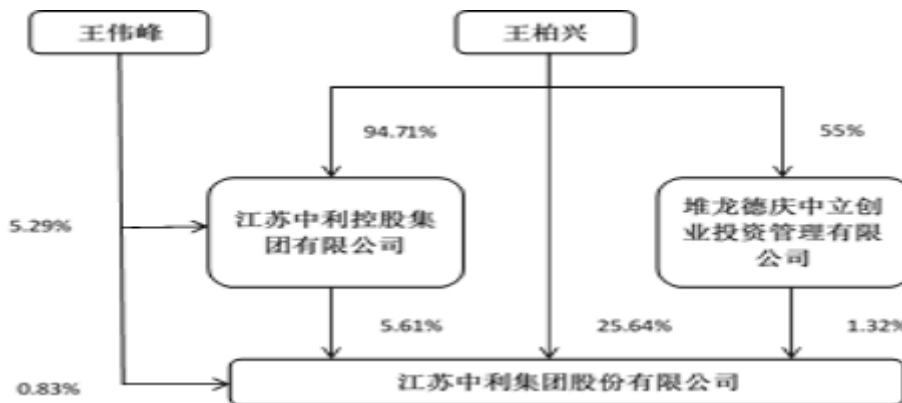 王伟峰
王柏兴
94.71%
55%
5.29%
江苏中利控股集
团有限公司
堆龙德庆中立创
业投资管理有限
公司
5.61%
25.64%
1.32%
0.83%
江苏中利集团股份有限公司